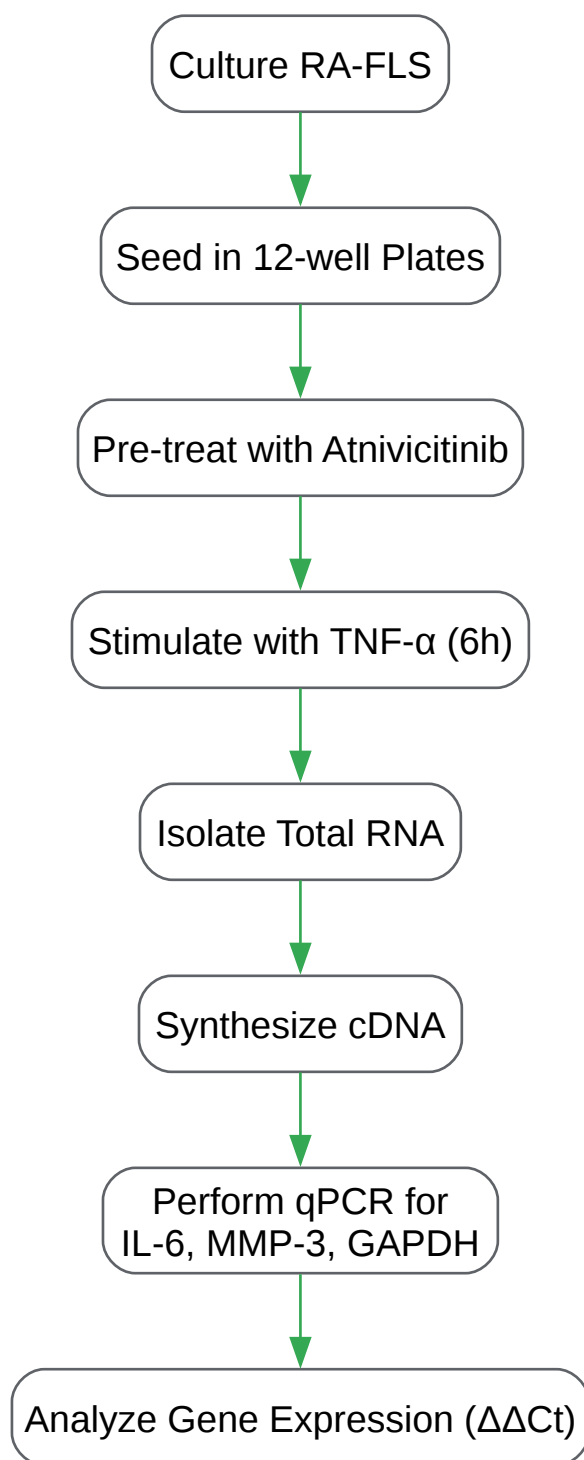 Culture RA-FLS
Seed in 12-well Plates
Pre-treat with Atnivicitinib
Stimulate with TNF-α (6h)
Isolate Total RNA
Synthesize cDNA
Perform qPCR for
IL-6, MMP-3, GAPDH
Analyze Gene Expression (ΔΔCt)